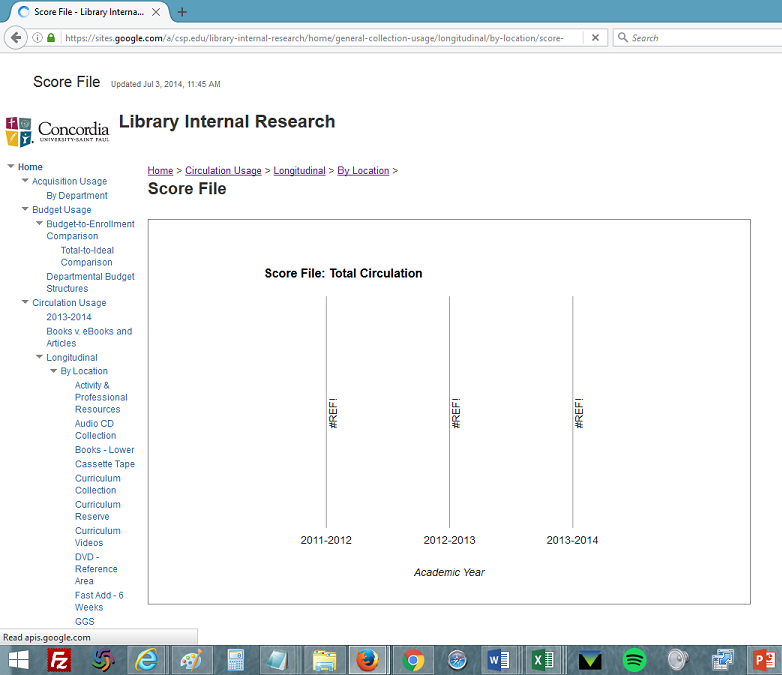 Score File - Library Interna...
https://sites.google.com/a/csp.edu/library-internal-research/home/general-collection-usage/longitudinal/by-location/score-
Search
Score File Updated Jul 3, 2014, 11:45 AM
Concordia
UNIVERSITY·SAINT PAUL
Library Internal Research
Home
Acquisition Usage
By Department
Budget Usage
Budget-to-Enrollment
Comparison
Total-to-Ideal
Comparison
Departmental Budget
Structures
Circulation Usage
2013-2014
Books v. eBooks and
Articles
Longitudinal
By Location
Activity &
Professional
Resources
Audio CD
Collection
Books - Lower
Cassette Tape
Curriculum
Collection
Curriculum
Reserve
Curriculum
Videos
DVD -
Reference
Area
Fast Add - 6
Weeks
GGS
Home > Circulation Usage > Longitudinal > By Location >
Score File
Score File: Total Circulation
#REF! #REF! #REF!
2011-2012 2012-2013 2013-2014
Academic Year
Read apis.google.com